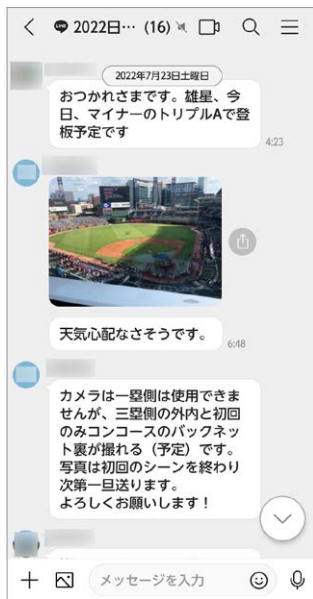 2022日… (16)
2022年7月23日土曜日
おつかれさまです。雄星、今
日、マイナーのトリプルAで登
板予定です
4:23
天気心配なさそうです。
6:48
カメラは一塁側は使用できま
せんが、三塁側の外内と初回
のみコンコースのバックネッ
ト裏が撮れる（予定）です。
写真は初回のシーンを終わり
次第一旦送ります。
よろしくお願いします！
メッセージを入力